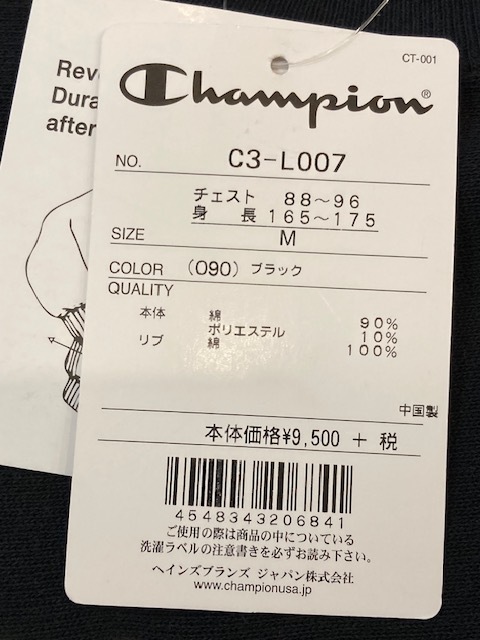 Reve
Dura
after
CT-001
Champion®
NO. C3-L007
チェスト 88～96
身長 165～175
SIZE M
COLOR (090) ブラック
QUALITY
本体 綿 90%
ポリエステル 10%
リブ 綿 100%
中国製
本体価格¥9,500 + 税
4548343206841
ご使用の際は商品の中についている
洗濯ラベルの注意書きを必ずお読み下さい。
ヘインズブランズ ジャパン株式会社
www.championusa.jp